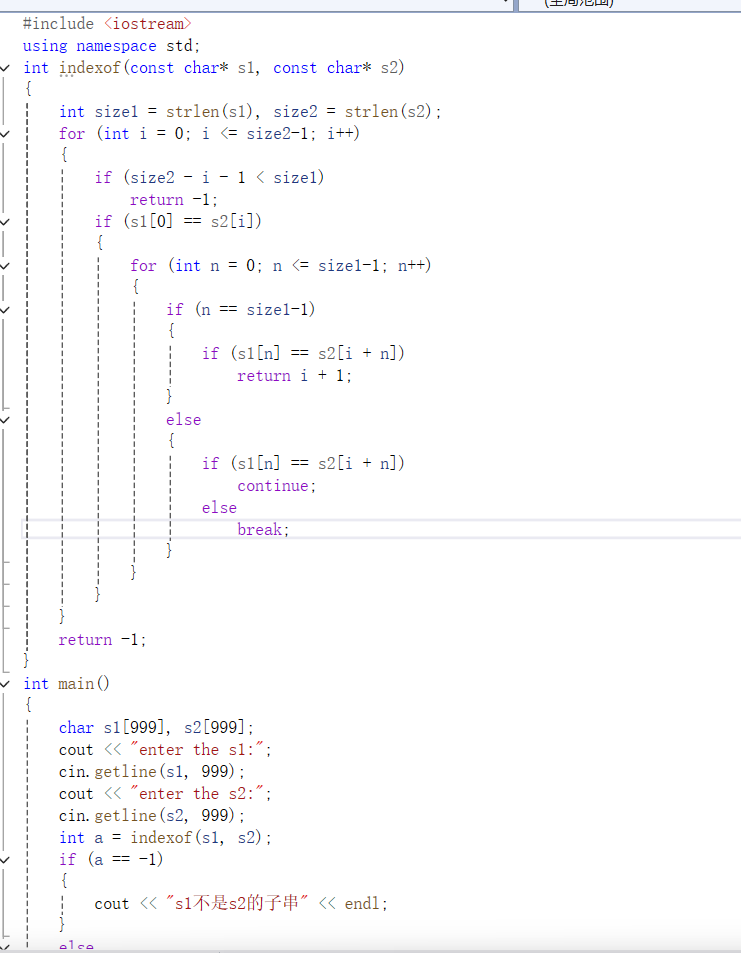 (全局范围)
#include <iostream>
using namespace std;
int indexof(const char* s1, const char* s2)
{
    int size1 = strlen(s1), size2 = strlen(s2);
    for (int i = 0; i <= size2-1; i++)
    {
        if (size2 - i - 1 < size1)
            return -1;
        if (s1[0] == s2[i])
        {
            for (int n = 0; n <= size1-1; n++)
            {
                if (n == size1-1)
                {
                    if (s1[n] == s2[i + n])
                        return i + 1;
                }
                else
                {
                    if (s1[n] == s2[i + n])
                        continue;
                    else
                        break;
                }
            }
        }
    }
    return -1;
}
int main()
{
    char s1[999], s2[999];
    cout << "enter the s1:";
    cin.getline(s1, 999);
    cout << "enter the s2:";
    cin.getline(s2, 999);
    int a = indexof(s1, s2);
    if (a == -1)
    {
        cout << "s1不是s2的子串" << endl;
    }
    else